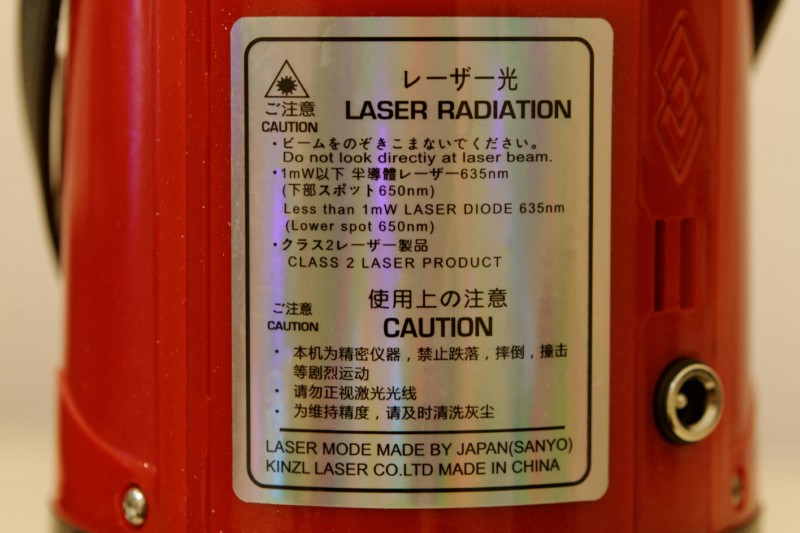 レーザー光
ご注意
LASER RADIATION
CAUTION
・ビームをのぞきこまないでください。
Do not look directiy at laser beam.
・1mW以下 半導體レーザー635nm
(下部スポット650nm)
Less than 1mW LASER DIODE 635nm
(Lower spot 650nm)
・クラス2レーザー製品
CLASS 2 LASER PRODUCT
使用上の注意
ご注意
CAUTION
CAUTION
· 本机为精密仪器，禁止跌落，摔倒，撞击
等剧烈运动
· 请勿正视激光光线
· 为维持精度，请及时清洗灰尘
LASER MODE MADE BY JAPAN(SANYO)
KINZL LASER CO.LTD MADE IN CHINA